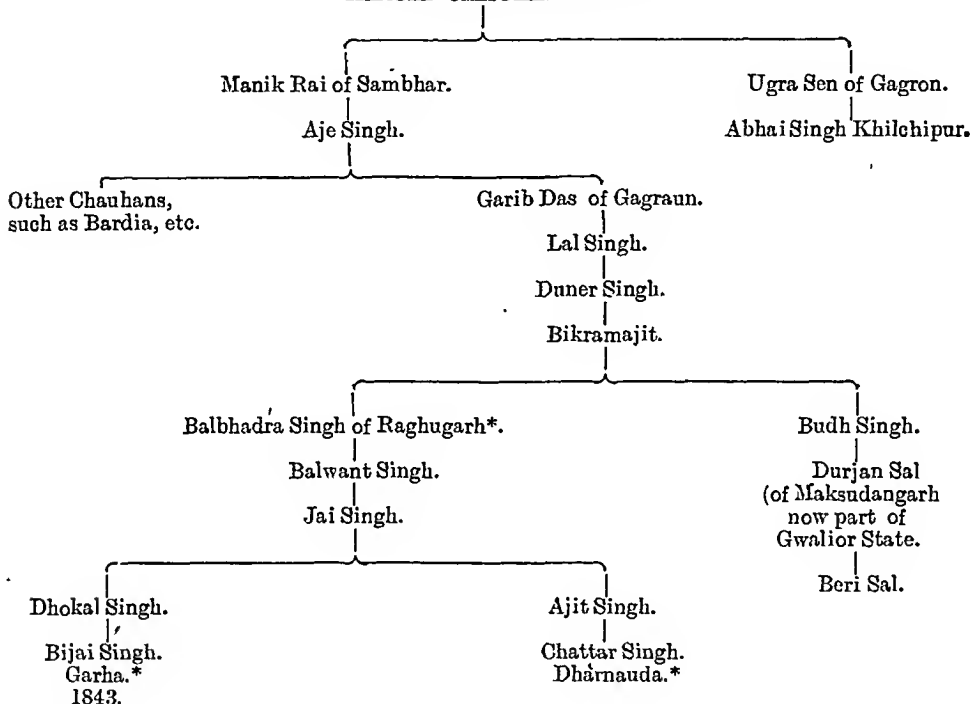 Manik Rai of Sambhar.
Ugra Sen of Gagron.
Aje Singh.
Abhai Singh Khilchipur.
Other Chauhans,
such as Bardia, etc.
Garib Das of Gagraun.
Lal Singh.
Duner Singh.
Bikramajit.
Balbhadra Singh of Raghugarh*.
Budh Singh.
Balwant Singh.
Durjan Sal
(of Maksudangarh
now part of
Gwalior State.
Jai Singh.
Beri Sal.
Dhokal Singh.
Ajit Singh.
Bijai Singh.
Garha.*
1843.
Chattar Singh.
Dharnauda.*